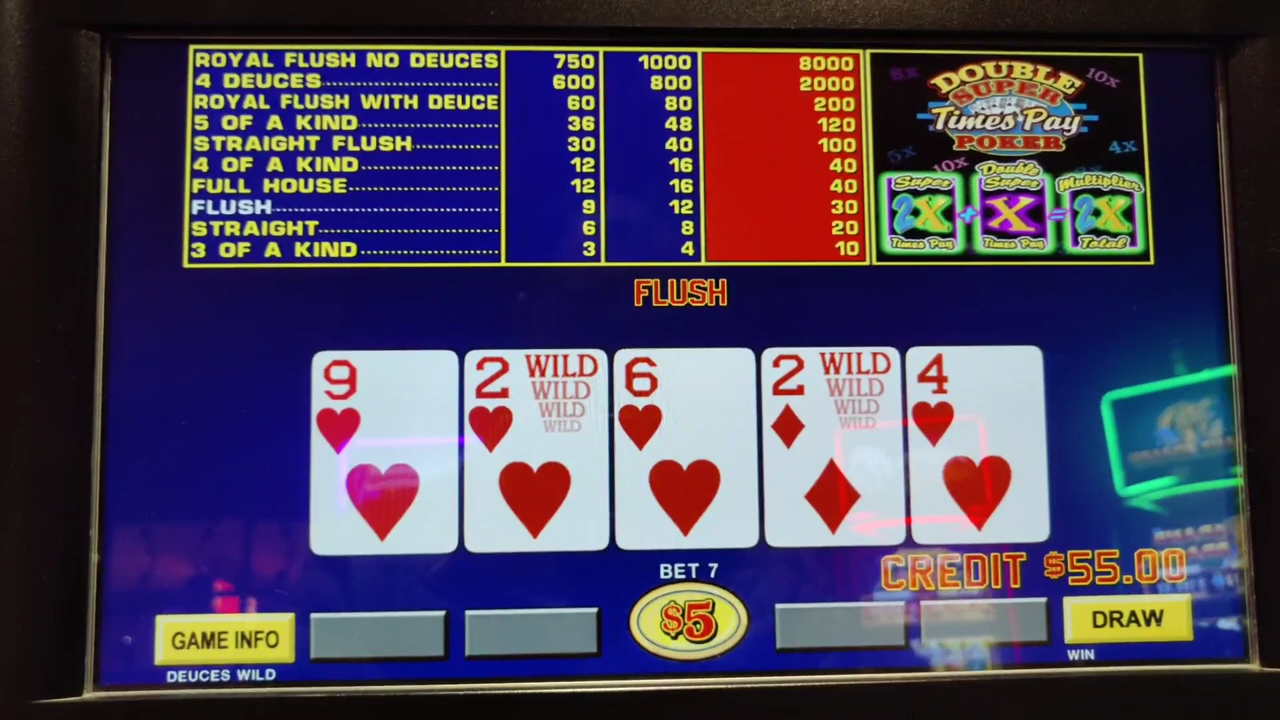 ROYAL FLUSH NO DEUCES 750 1000 8000
4 DEUCES 600 800 2000
ROYAL FLUSH WITH DEUCE 60 80 200
5 OF A KIND 36 48 120
STRAIGHT FLUSH 30 40 100
4 OF A KIND 12 16 40
FULL HOUSE 12 16 40
FLUSH 9 12 30
STRAIGHT 6 8 20
3 OF A KIND 3 4 10
8x
10x
DOUBLE
SUPER
Times Pay
POKER
5x
4x
10x
Super
2X
Times Pay
+
Double
Super
X
Times Pay
=
Multiplier
2X
Total
FLUSH
9
2 WILD
WILD
WILD
WILD
6
2 WILD
WILD
WILD
WILD
4
BET 7
CREDIT $55.00
GAME INFO
$5
DRAW
DEUCES WILD
WIN